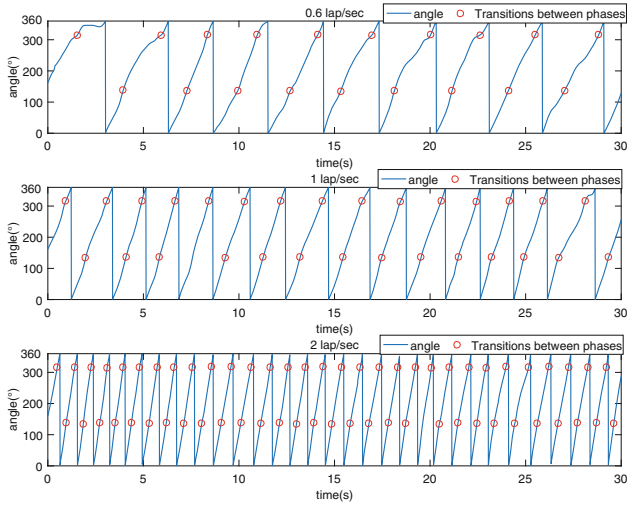 0.6 lap/sec
angle Transitions between phases
360
300
200
100
0
angle(°)
0 5 10 15 20 25 30
time(s)
1 lap/sec
angle Transitions between phases
360
300
200
100
0
angle(°)
0 5 10 15 20 25 30
time(s)
2 lap/sec
angle Transitions between phases
360
300
200
100
0
angle(°)
0 5 10 15 20 25 30
time(s)